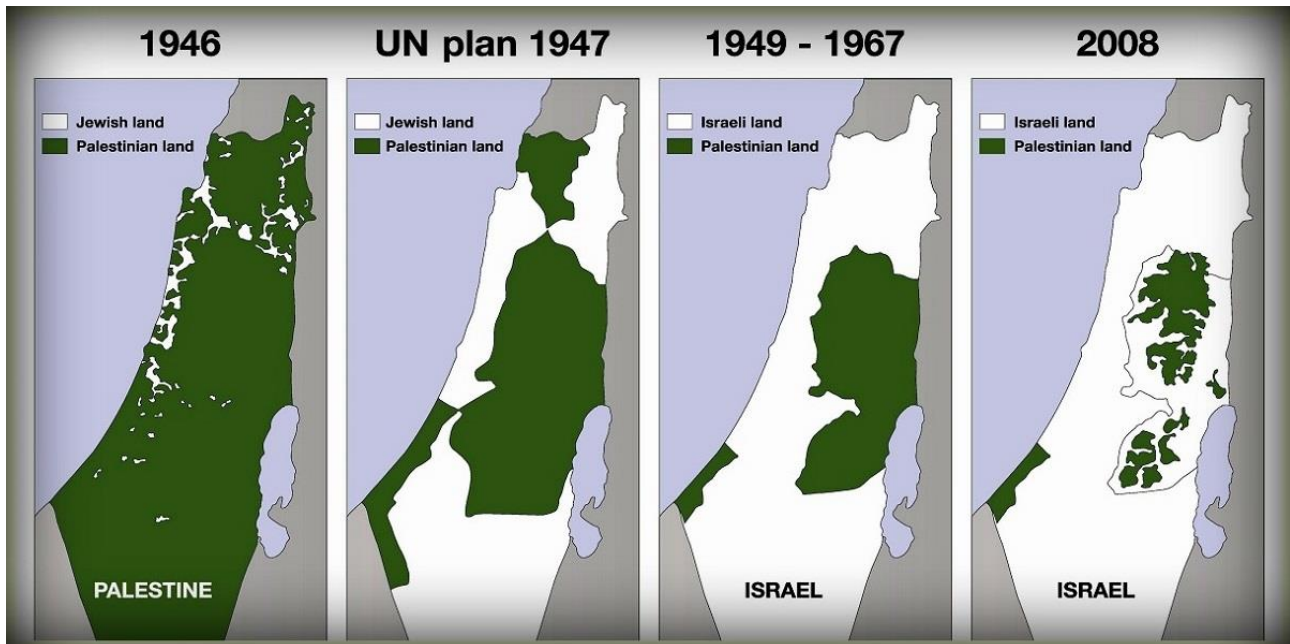 1946
Jewish land
Palestinian land
PALESTINE
UN plan 1947
Jewish land
Palestinian land
1949 - 1967
Israeli land
Palestinian land
ISRAEL
2008
Israeli land
Palestinian land
ISRAEL